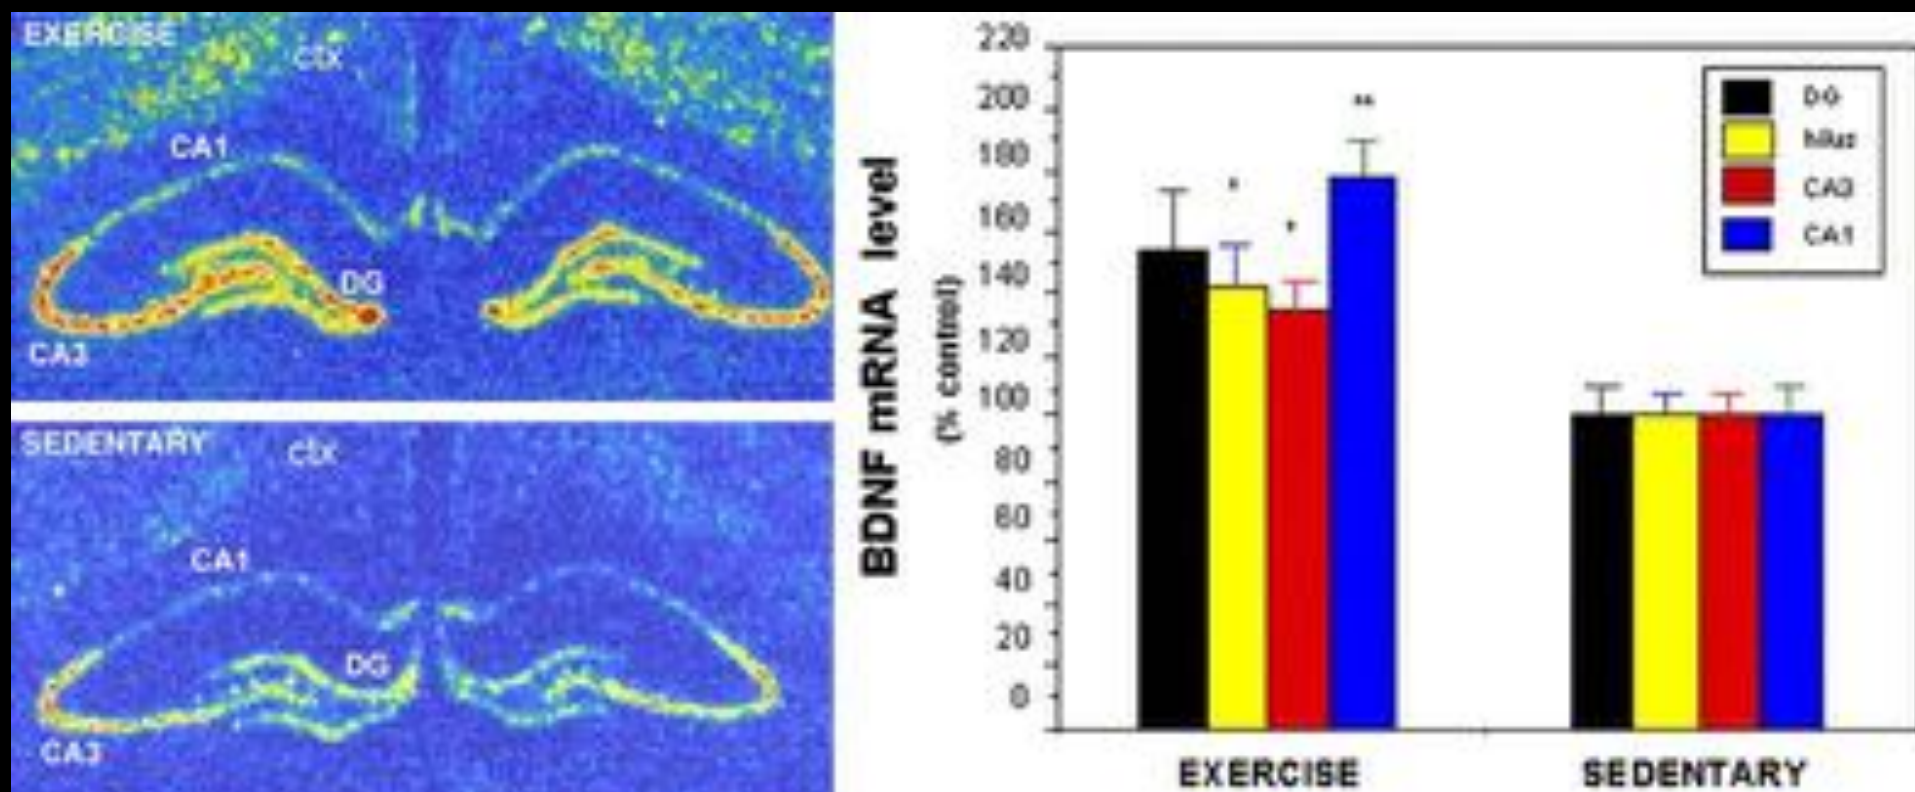 EXERCISE
ctx
CA1
DG
CA3
SEDENTARY
ctx
CA1
DG
CA3
BDNF mRNA level
(% control)
220
200
180
160
140
120
100
80
60
40
20
0
*
*
**
DG
hilus
CA3
CA1
EXERCISE
SEDENTARY